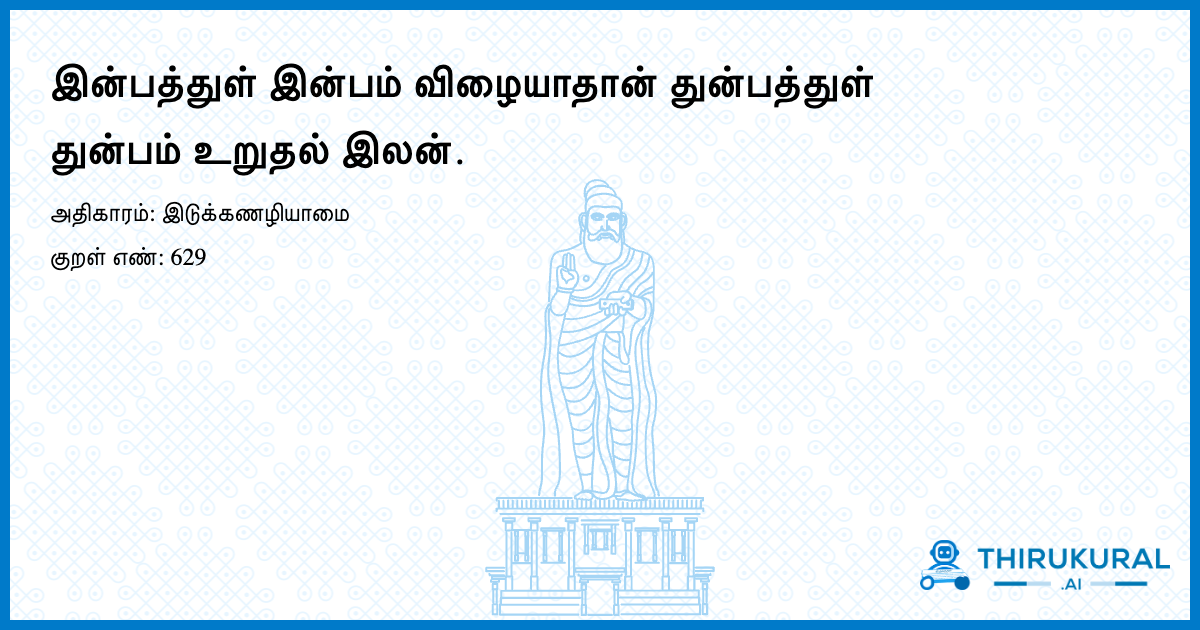 இன்பத்துள் இன்பம் விழையாதான் துன்பத்துள்
துன்பம் உறுதல் இலன்.
அதிகாரம்: இடுக்கணழியாமை
குறள் எண்: 629
THIRUKURAL
.AI